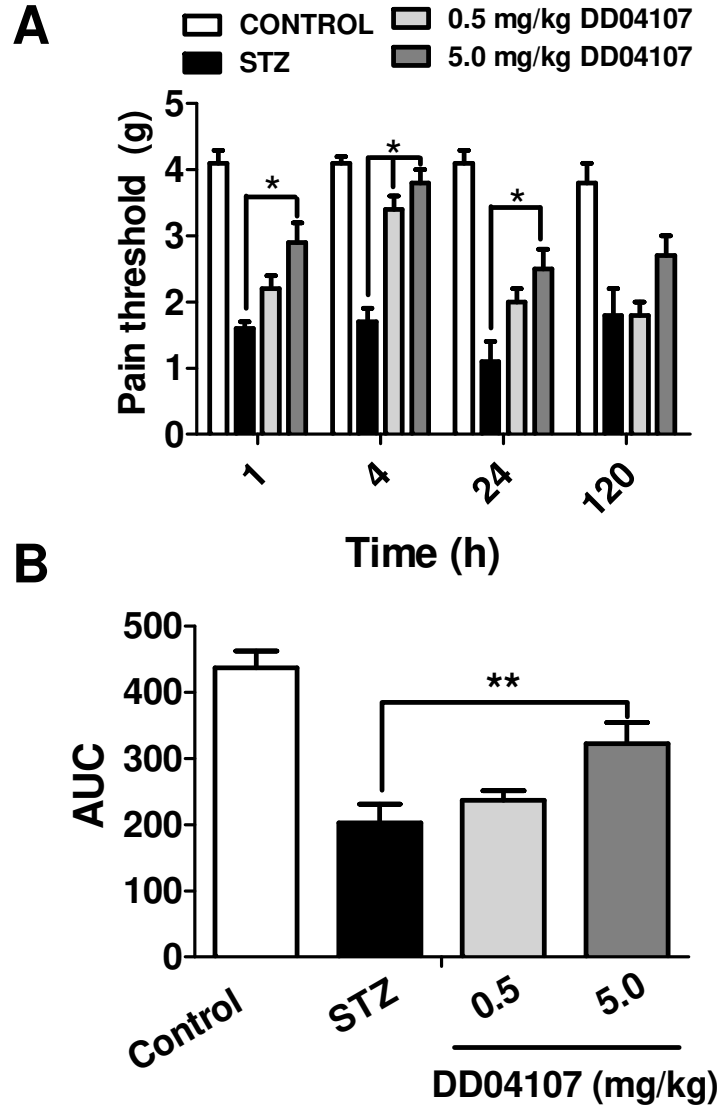 A
CONTROL
0.5 mg/kg DD04107
STZ
5.0 mg/kg DD04107
5
4
3
2
1
0
Pain threshold (g)
*
*
*
1
4
24
120
Time (h)
B
500
400
300
200
100
0
AUC
**
Control
STZ
0.5
5.0
DD04107 (mg/kg)